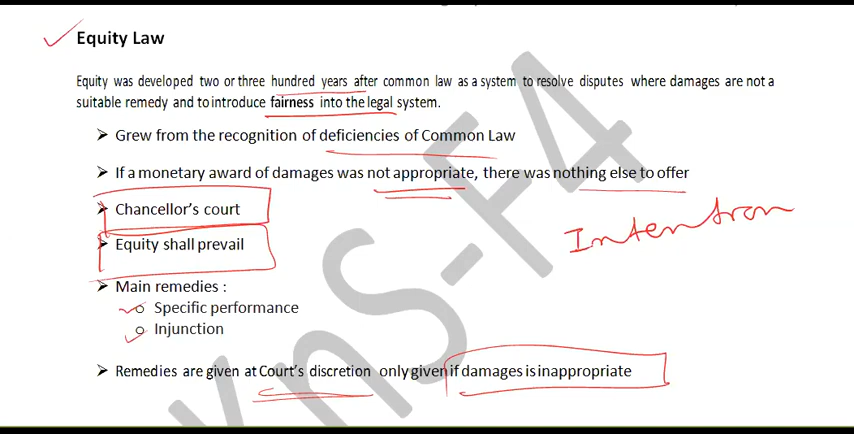 Equity Law
Equity was developed two or three hundred years after common law as a system to resolve disputes where damages are not a
suitable remedy and to introduce fairness into the legal system.
➤ Grew from the recognition of deficiencies of Common Law
➤ If a monetary award of damages was not appropriate, there was nothing else to offer
➤ Chancellor's court
Intention
➤ Equity shall prevail
➤ Main remedies :
o Specific performance
o Injunction
➤ Remedies are given at Court's discretion only given if damages is inappropriate
KnS-F4